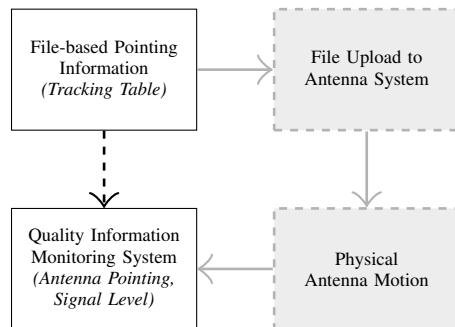 File-based Pointing
Information
(Tracking Table)
File Upload to
Antenna System
Quality Information
Monitoring System
(Antenna Pointing,
Signal Level)
Physical
Antenna Motion